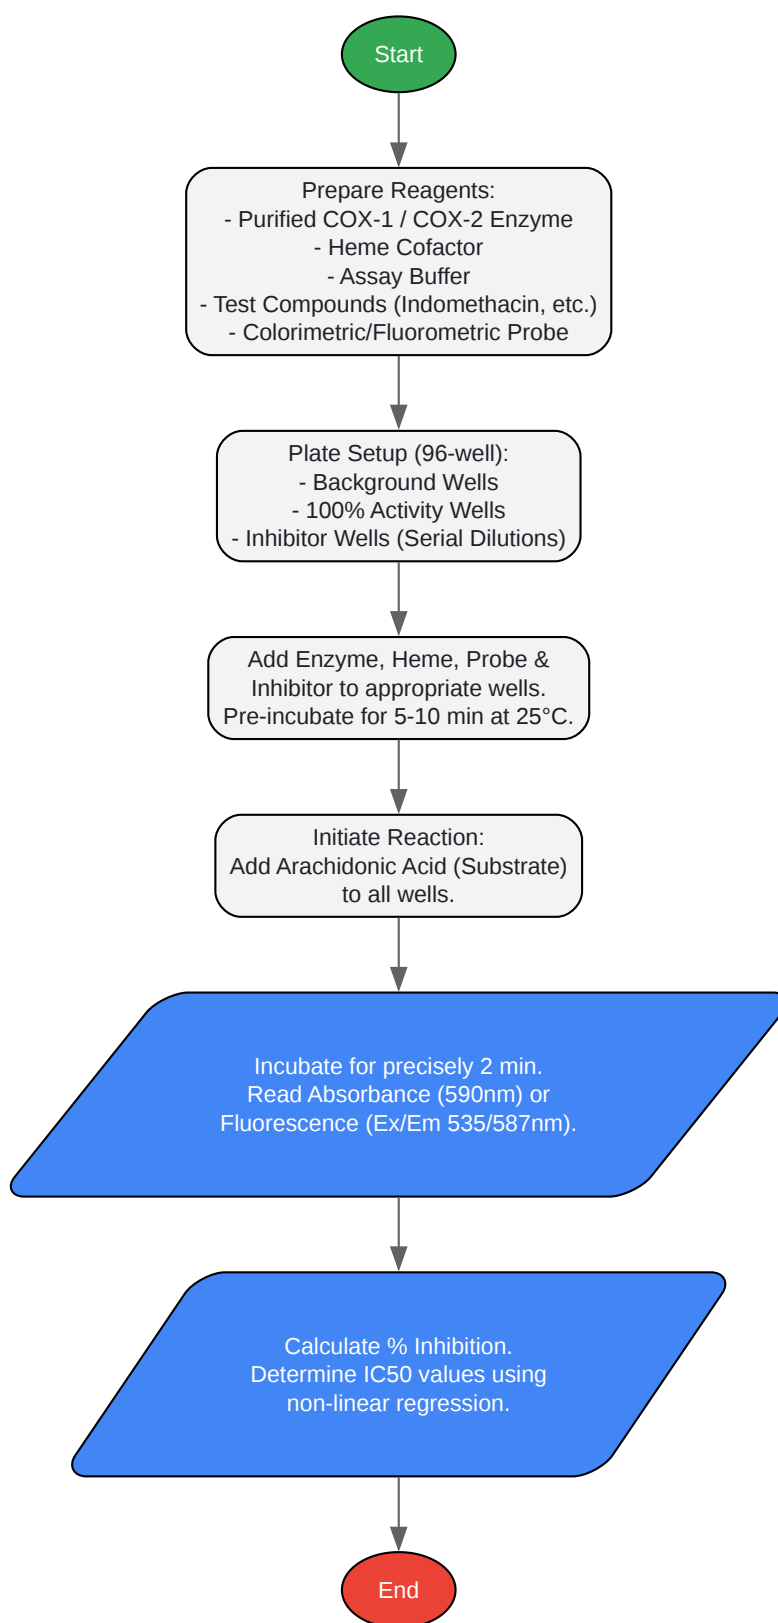 Start
Prepare Reagents:
- Purified COX-1 / COX-2 Enzyme
- Heme Cofactor
- Assay Buffer
- Test Compounds (Indomethacin, etc.)
- Colorimetric/Fluorometric Probe
Plate Setup (96-well):
- Background Wells
- 100% Activity Wells
- Inhibitor Wells (Serial Dilutions)
Add Enzyme, Heme, Probe &
Inhibitor to appropriate wells.
Pre-incubate for 5-10 min at 25°C.
Initiate Reaction:
Add Arachidonic Acid (Substrate)
to all wells.
Incubate for precisely 2 min.
Read Absorbance (590nm) or
Fluorescence (Ex/Em 535/587nm).
Calculate % Inhibition.
Determine IC50 values using
non-linear regression.
End